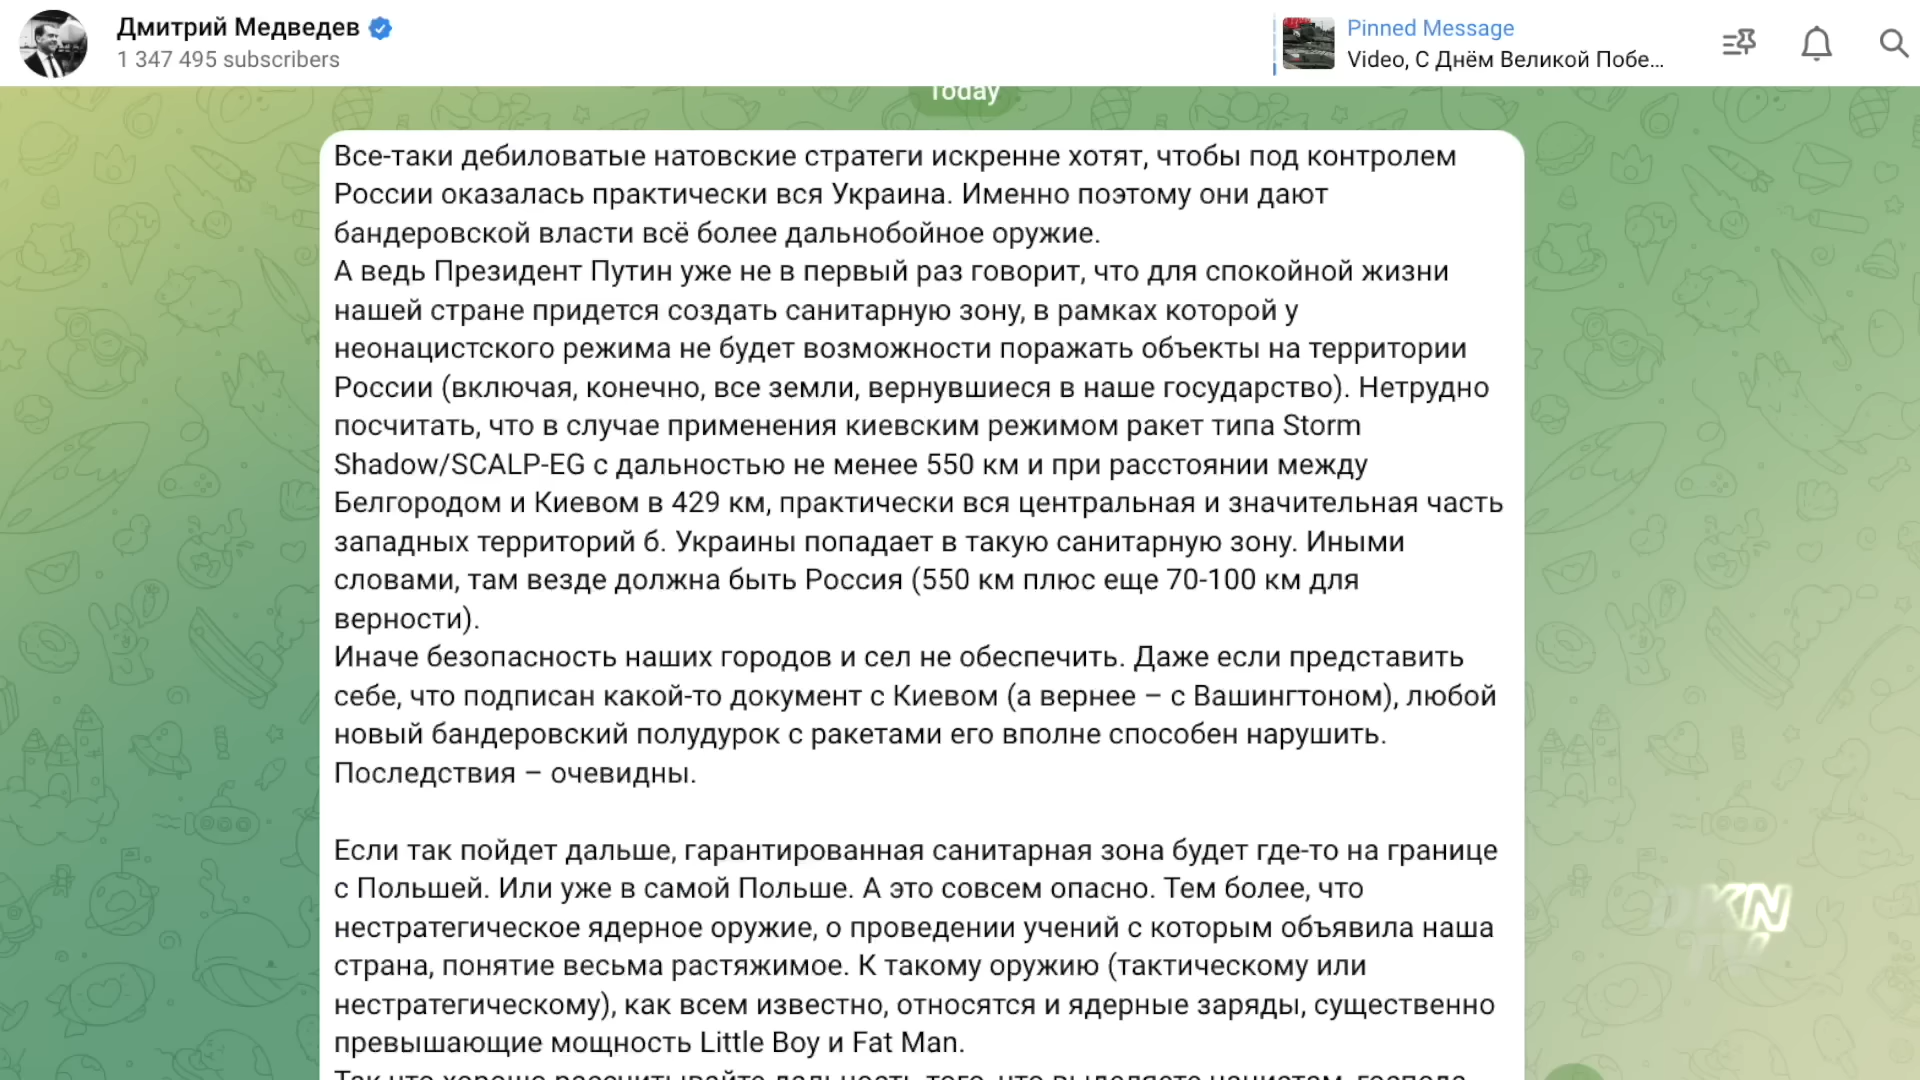 Дмитрий Медведев
1 347 495 subscribers
Pinned Message
Video, С Днём Великой Побе...
Today
Все-таки дебиловатые натовские стратеги искренне хотят, чтобы под контролем
России оказалась практически вся Украина. Именно поэтому они дают
бандеровской власти всё более дальнобойное оружие.
А ведь Президент Путин уже не в первый раз говорит, что для спокойной жизни
нашей стране придется создать санитарную зону, в рамках которой у
неонацистского режима не будет возможности поражать объекты на территории
России (включая, конечно, все земли, вернувшиеся в наше государство). Нетрудно
посчитать, что в случае применения киевским режимом ракет типа Storm
Shadow/SCALP-EG с дальностью не менее 550 км и при расстоянии между
Белгородом и Киевом в 429 км, практически вся центральная и значительная часть
западных территорий б. Украины попадает в такую санитарную зону. Иными
словами, там везде должна быть Россия (550 км плюс еще 70-100 км для
верности).
Иначе безопасность наших городов и сел не обеспечить. Даже если представить
себе, что подписан какой-то документ с Киевом (а вернее – с Вашингтоном), любой
новый бандеровский полудурок с ракетами его вполне способен нарушить.
Последствия – очевидны.
Если так пойдет дальше, гарантированная санитарная зона будет где-то на границе
с Польшей. Или уже в самой Польше. А это совсем опасно. Тем более, что
нестратегическое ядерное оружие, о проведении учений с которым объявила наша
страна, понятие весьма растяжимое. К такому оружию (тактическому или
нестратегическому), как всем известно, относятся и ядерные заряды, существенно
превышающие мощность Little Boy и Fat Man.